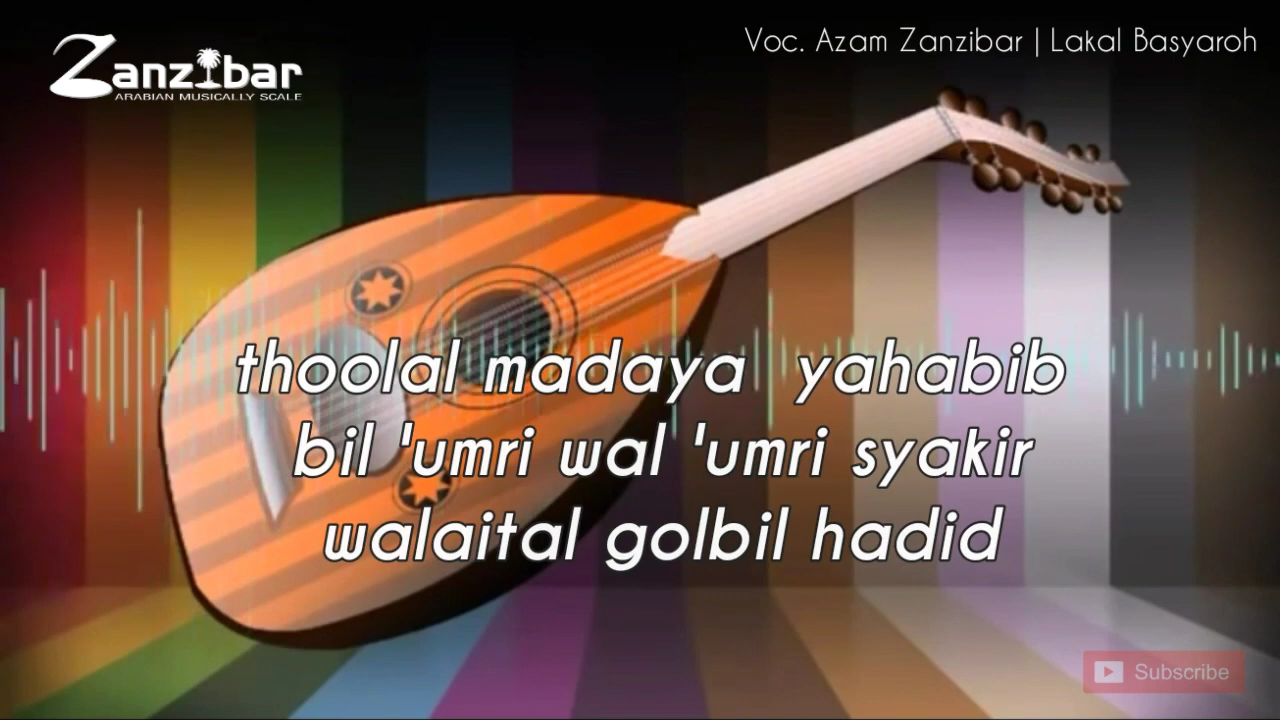 Zanzibar
ARABIAN MUSICALLY SCALE
Voc. Azam Zanzibar | Lakal Basyaroh
thoolal madaya yahabib
bil 'umri wal 'umri syakir
walaital golbil hadid
Subscribe